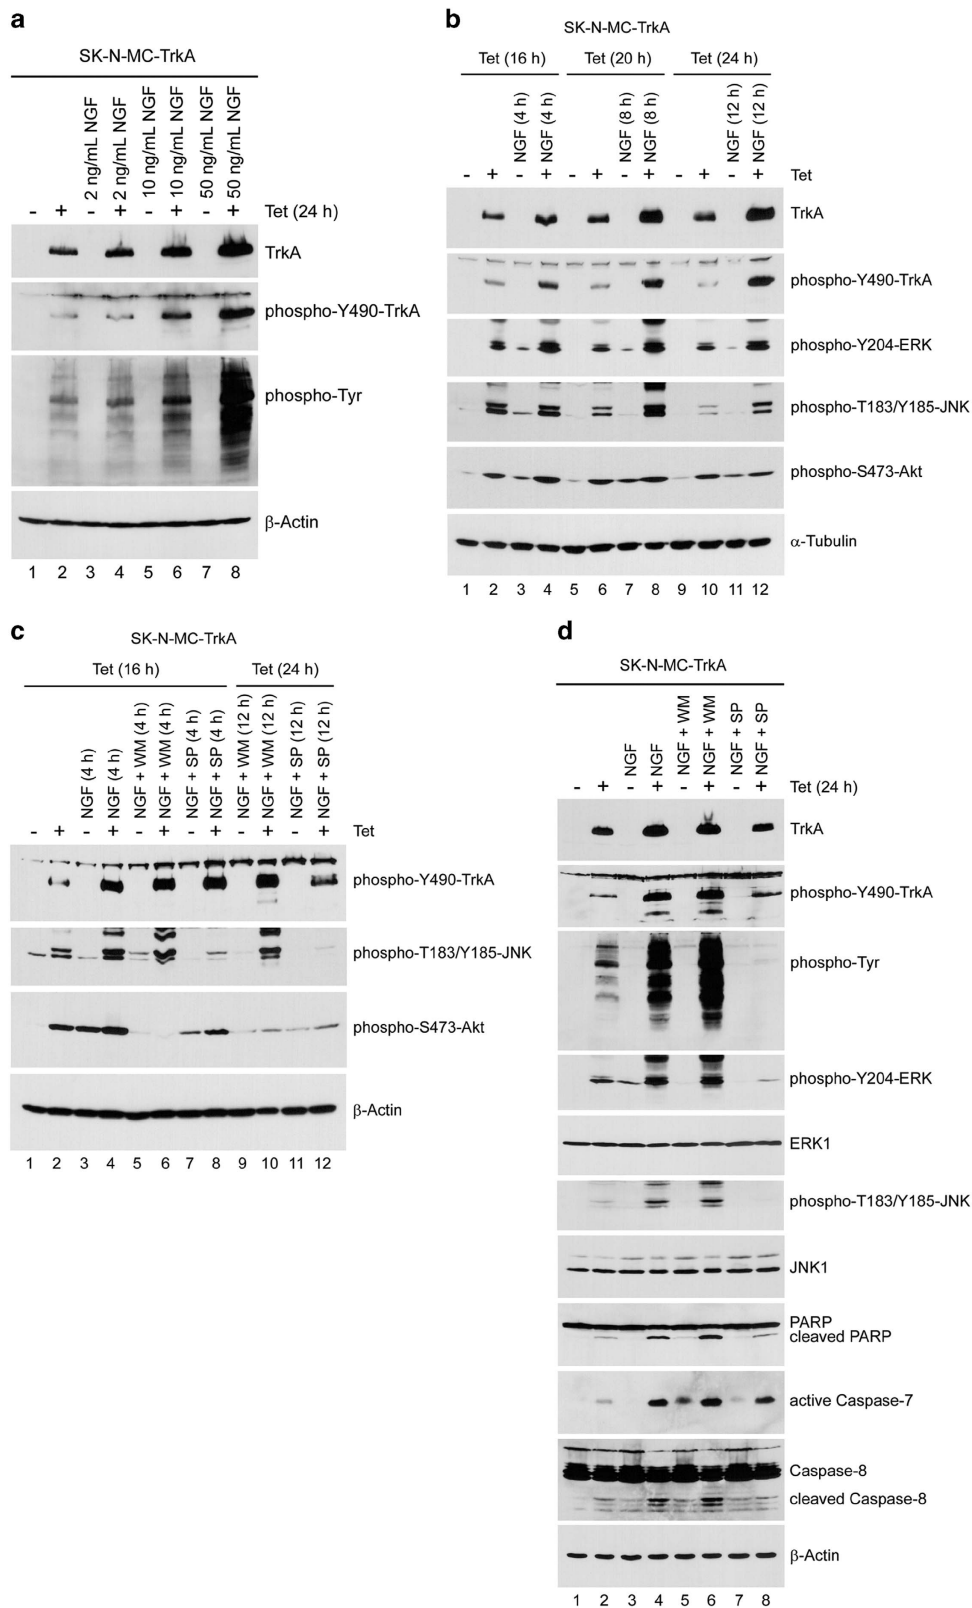 a
SK-N-MC-TrkA
2 ng/mL NGF
2 ng/mL NGF
10 ng/mL NGF
10 ng/mL NGF
50 ng/mL NGF
50 ng/mL NGF
- + - + - + - + Tet (24 h)
TrkA
phospho-Y490-TrkA
phospho-Tyr
β-Actin
1 2 3 4 5 6 7 8
b
SK-N-MC-TrkA
Tet (16 h) Tet (20 h) Tet (24 h)
NGF (4 h)
NGF (4 h)
NGF (8 h)
NGF (8 h)
NGF (12 h)
NGF (12 h)
- + - + - + - + - + - + Tet
TrkA
phospho-Y490-TrkA
phospho-Y204-ERK
phospho-T183/Y185-JNK
phospho-S473-Akt
α-Tubulin
1 2 3 4 5 6 7 8 9 10 11 12
c
SK-N-MC-TrkA
Tet (16 h) Tet (24 h)
NGF (4 h)
NGF (4 h)
NGF + WM (4 h)
NGF + WM (4 h)
NGF + SP (4 h)
NGF + SP (4 h)
NGF + WM (12 h)
NGF + WM (12 h)
NGF + SP (12 h)
NGF + SP (12 h)
- + - + - + - + - + - + Tet
phospho-Y490-TrkA
phospho-T183/Y185-JNK
phospho-S473-Akt
β-Actin
1 2 3 4 5 6 7 8 9 10 11 12
d
SK-N-MC-TrkA
NGF
NGF
NGF + WM
NGF + WM
NGF + SP
NGF + SP
- + - + - + - + Tet (24 h)
TrkA
phospho-Y490-TrkA
phospho-Tyr
phospho-Y204-ERK
ERK1
phospho-T183/Y185-JNK
JNK1
PARP
cleaved PARP
active Caspase-7
Caspase-8
cleaved Caspase-8
β-Actin
1 2 3 4 5 6 7 8